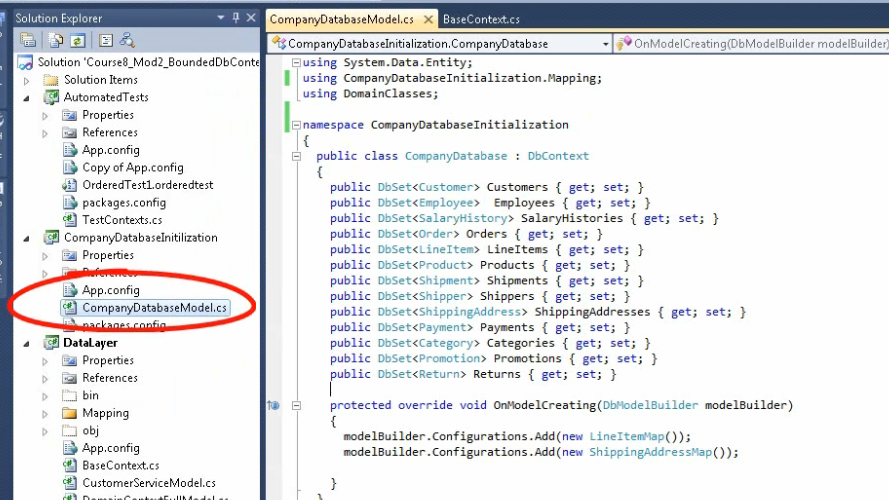 Solution Explorer
Solution 'Course8_Mod2_BoundedDbConte
Solution Items
AutomatedTests
Properties
References
App.config
Copy of App.config
OrderedTest1.orderedtest
packages.config
TestContexts.cs
CompanyDatabaseInitilization
Properties
References
App.config
CompanyDatabaseModel.cs
packages.config
DataLayer
Properties
References
bin
Mapping
obj
App.config
BaseContext.cs
CustomerServiceModel.cs
DomainContextFullModel.cs
CompanyDatabaseModel.cs
BaseContext.cs
CompanyDatabaseInitialization.CompanyDatabase
OnModelCreating(DbModelBuilder modelBuilder)
using System.Data.Entity;
using CompanyDatabaseInitialization.Mapping;
using DomainClasses;
namespace CompanyDatabaseInitialization
{
public class CompanyDatabase : DbContext
{
public DbSet<Customer> Customers { get; set; }
public DbSet<Employee>  Employees { get; set; }
public DbSet<SalaryHistory> SalaryHistories { get; set; }
public DbSet<Order> Orders { get; set; }
public DbSet<LineItem> LineItems { get; set; }
public DbSet<Product> Products { get; set; }
public DbSet<Shipment> Shipments { get; set; }
public DbSet<Shipper> Shippers { get; set; }
public DbSet<ShippingAddress> ShippingAddresses { get; set; }
public DbSet<Payment> Payments { get; set; }
public DbSet<Category> Categories { get; set; }
public DbSet<Promotion> Promotions { get; set; }
public DbSet<Return> Returns { get; set; }
protected override void OnModelCreating(DbModelBuilder modelBuilder)
{
modelBuilder.Configurations.Add(new LineItemMap());
modelBuilder.Configurations.Add(new ShippingAddressMap());
}
}